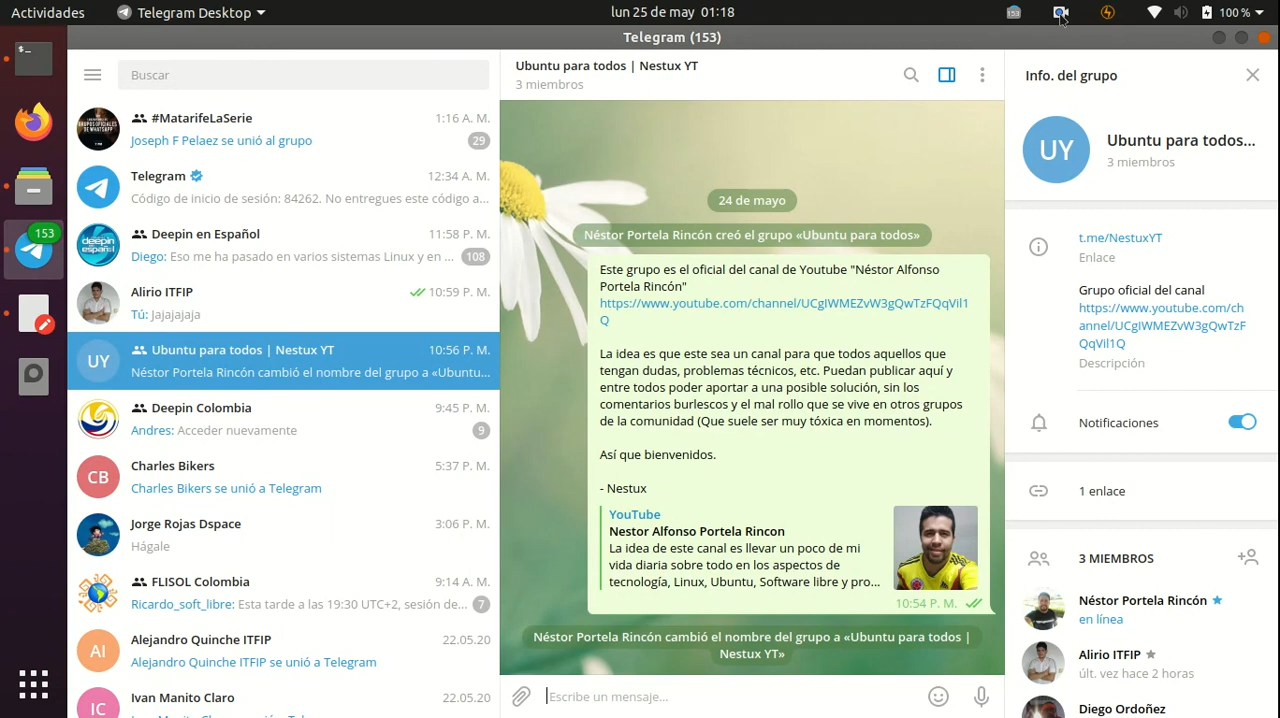 Actividades
Telegram Desktop
lun 25 de may 01:18
153
100 %
Telegram (153)
153
Buscar
#MatarifeLaSerie
1:16 A. M.
Joseph F Pelaez se unió al grupo
29
Telegram
12:34 A. M.
Código de inicio de sesión: 84262. No entregues este código a...
Deepin en Español
11:58 P. M.
Diego: Eso me ha pasado en varios sistemas Linux y en ...
108
deepin
español
Alirio ITFIP
10:59 P. M.
Tú: Jajajajaja
UY
Ubuntu para todos | Nestux YT
10:56 P. M.
Néstor Portela Rincón cambió el nombre del grupo a «Ubuntu...
Deepin Colombia
9:45 P. M.
Andres: Acceder nuevamente
9
CB
Charles Bikers
5:37 P. M.
Charles Bikers se unió a Telegram
Jorge Rojas Dspace
3:06 P. M.
Hágale
FLISOL Colombia
9:14 A. M.
Ricardo_soft_libre: Esta tarde a las 19:30 UTC+2, sesión de...
7
AI
Alejandro Quinche ITFIP
22.05.20
Alejandro Quinche ITFIP se unió a Telegram
IC
Ivan Manito Claro
22.05.20
Ubuntu para todos | Nestux YT
3 miembros
24 de mayo
Néstor Portela Rincón creó el grupo «Ubuntu para todos»
Este grupo es el oficial del canal de Youtube "Néstor Alfonso
Portela Rincón"
https://www.youtube.com/channel/UCgIWMEZvW3gQwTzFQqVil1
Q
La idea es que este sea un canal para que todos aquellos que
tengan dudas, problemas técnicos, etc. Puedan publicar aquí y
entre todos poder aportar a una posible solución, sin los
comentarios burlescos y el mal rollo que se vive en otros grupos
de la comunidad (Que suele ser muy tóxica en momentos).
Así que bienvenidos.
- Nestux
YouTube
Nestor Alfonso Portela Rincon
La idea de este canal es llevar un poco de mi
vida diaria sobre todo en los aspectos de
tecnología, Linux, Ubuntu, Software libre y pro...
10:54 P. M.
Néstor Portela Rincón cambió el nombre del grupo a «Ubuntu para todos |
Nestux YT»
Escribe un mensaje...
Info. del grupo
UY
Ubuntu para todos...
3 miembros
t.me/NestuxYT
Enlace
Grupo oficial del canal
https://www.youtube.com/ch
annel/UCgIWMEZvW3gQwTzF
QqVil1Q
Descripción
Notificaciones
1 enlace
3 MIEMBROS
Néstor Portela Rincón
en línea
Alirio ITFIP
últ. vez hace 2 horas
Diego Ordoñez